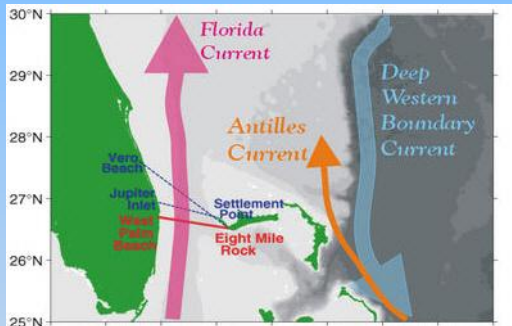 30°N
29°N
28°N
27°N
26°N
25°N
Florida
Current
Deep
Western
Boundary
Current
Antilles
Current
Vero
Beach
Jupiter
Inlet
West
Palm
Beach
Settlement
Point
Eight Mile
Rock